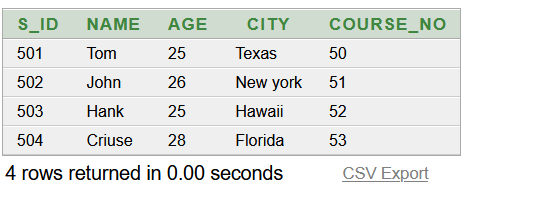 S_ID NAME AGE CITY COURSE_NO
501 Tom 25 Texas 50
502 John 26 New york 51
503 Hank 25 Hawaii 52
504 Criuse 28 Florida 53
4 rows returned in 0.00 seconds CSV Export